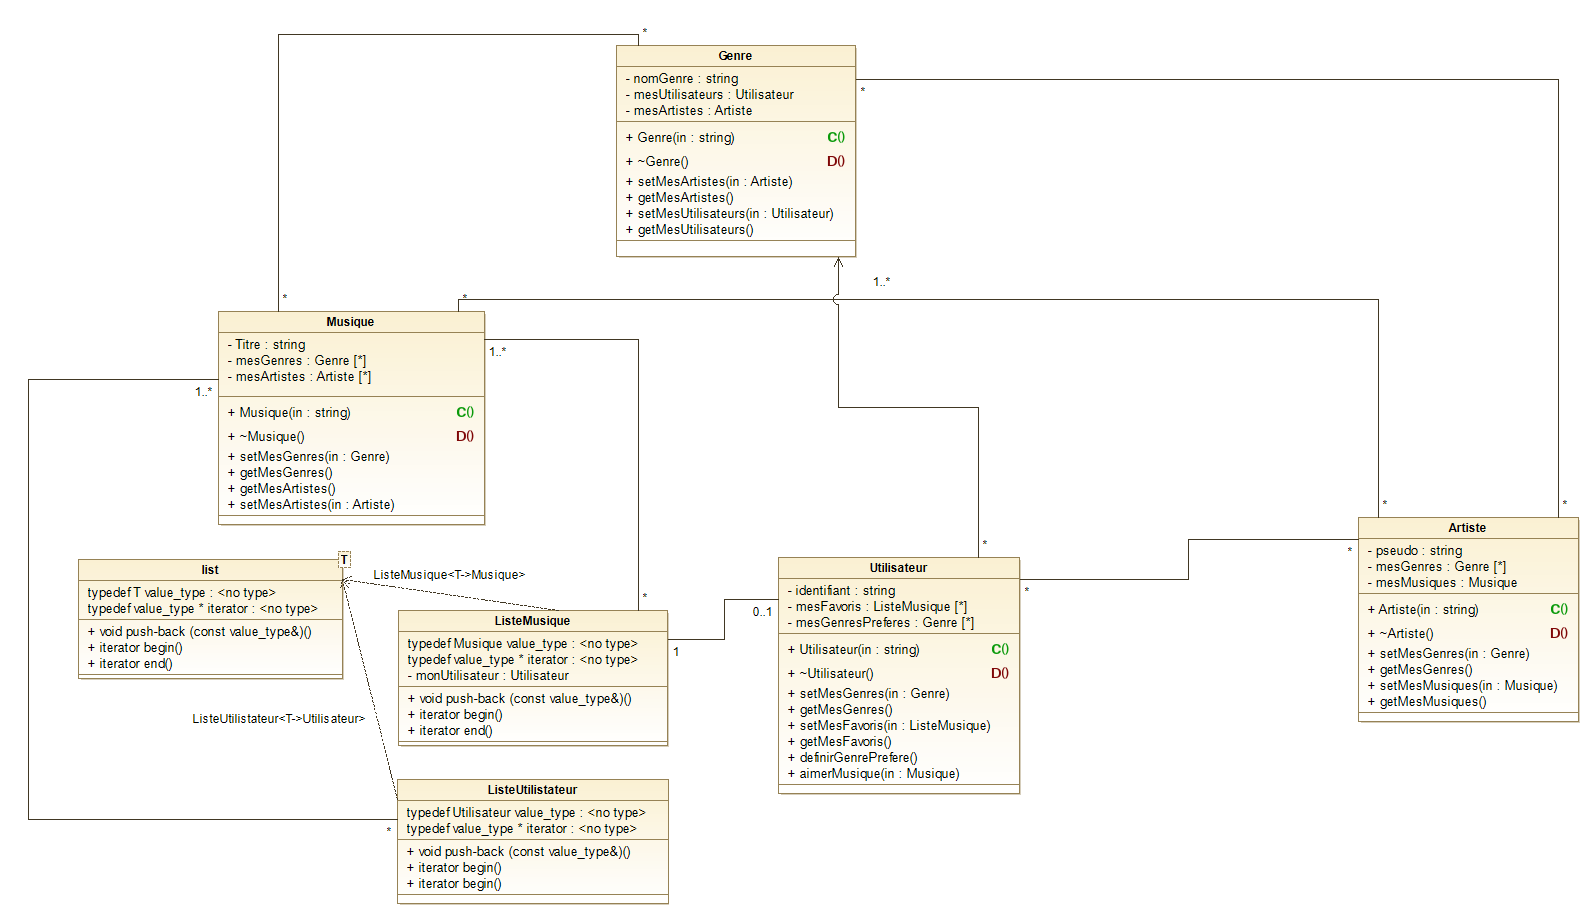 *
Genre
- nomGenre : string
- mesUtilisateurs : Utilisateur
- mesArtistes : Artiste
+ Genre(in : string) C()
+ ~Genre() D()
+ setMesArtistes(in : Artiste)
+ getMesArtistes()
+ setMesUtilisateurs(in : Utilisateur)
+ getMesUtilisateurs()
*
1..*
*
*
Musique
- Titre : string
- mesGenres : Genre [*]
- mesArtistes : Artiste [*]
+ Musique(in : string) C()
+ ~Musique() D()
+ setMesGenres(in : Genre)
+ getMesGenres()
+ getMesArtistes()
+ setMesArtistes(in : Artiste)
1..*
1..*
*
*
Artiste
- pseudo : string
- mesGenres : Genre [*]
- mesMusiques : Musique
+ Artiste(in : string) C()
+ ~Artiste() D()
+ setMesGenres(in : Genre)
+ getMesGenres()
+ setMesMusiques(in : Musique)
+ getMesMusiques()
*
*
*
Utilisateur
- identifiant : string
- mesFavoris : ListeMusique [*]
- mesGenresPreferes : Genre [*]
+ Utilisateur(in : string) C()
+ ~Utilisateur() D()
+ setMesGenres(in : Genre)
+ getMesGenres()
+ setMesFavoris(in : ListeMusique)
+ getMesFavoris()
+ definirGenrePrefere()
+ aimerMusique(in : Musique)
0..1
1
T
list
typedef T value_type : <no type>
typedef value_type * iterator : <no type>
+ void push-back (const value_type&)()
+ iterator begin()
+ iterator end()
ListeMusique<T->Musique>
*
ListeMusique
typedef Musique value_type : <no type>
typedef value_type * iterator : <no type>
- monUtilisateur : Utilisateur
+ void push-back (const value_type&)()
+ iterator begin()
+ iterator end()
ListeUtilistateur<T->Utilisateur>
ListeUtilistateur
typedef Utilisateur value_type : <no type>
typedef value_type * iterator : <no type>
+ void push-back (const value_type&)()
+ iterator begin()
+ iterator begin()
*